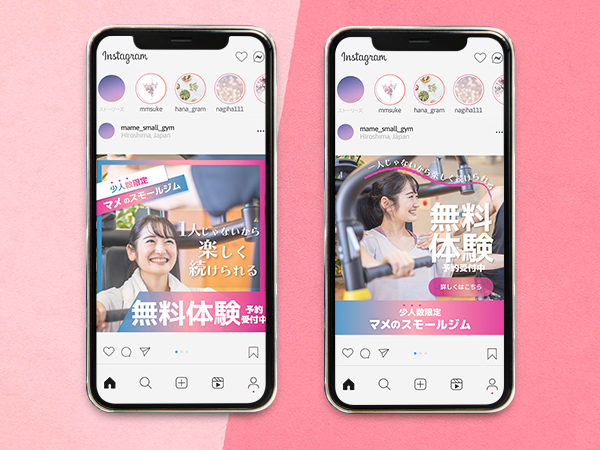 Instagram
ストーリーズ
mmsuke
hana_gram
nagiha111
mame_small_gym
Hiroshima, Japan
少人数限定
マメのスモールジム
1人じゃないから
楽しく
続けられる
無料体験
予約
受付中
Instagram
ストーリーズ
mmsuke
hana_gram
nagiha111
mame_small_gym
Hiroshima, Japan
一人じゃないから楽しく続けられる
無料
体験
予約受付中
詳しくはこちら
少人数限定
マメのスモールジム